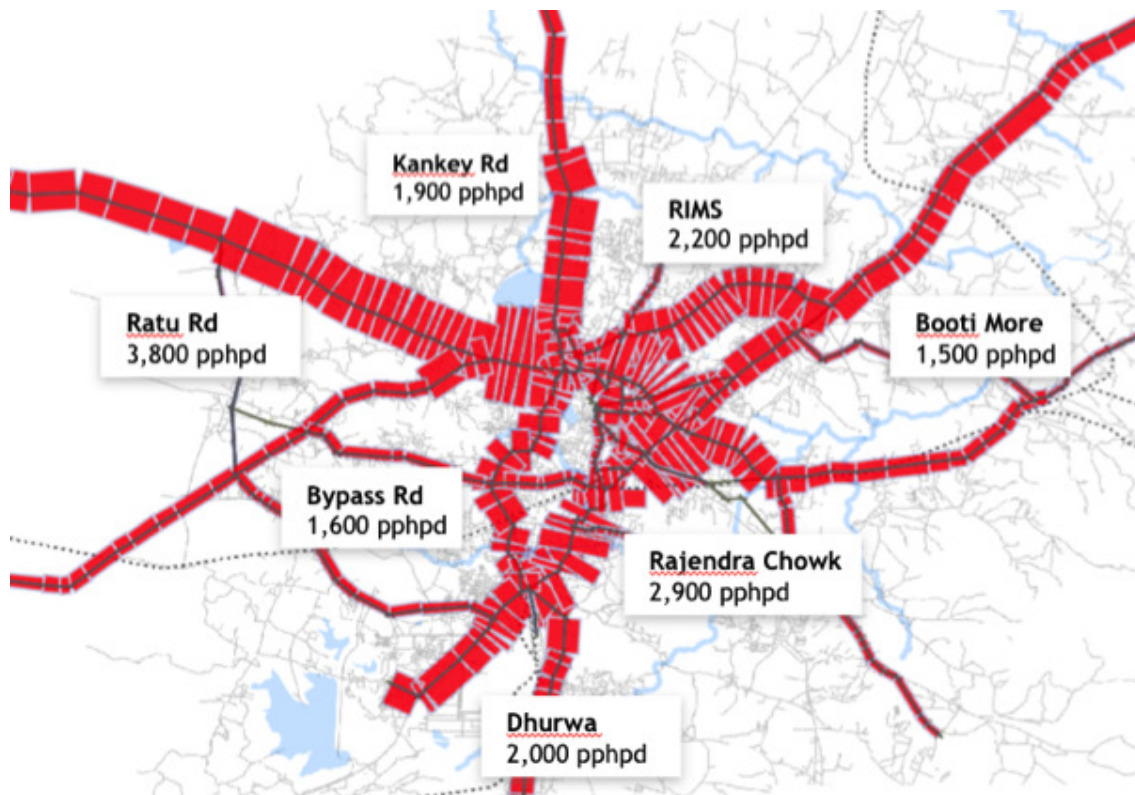 Kankey Rd
1,900 pphpd
RIMS
2,200 pphpd
Ratu Rd
3,800 pphpd
Booti More
1,500 pphpd
Bypass Rd
1,600 pphpd
Rajendra Chowk
2,900 pphpd
Dhurwa
2,000 pphpd